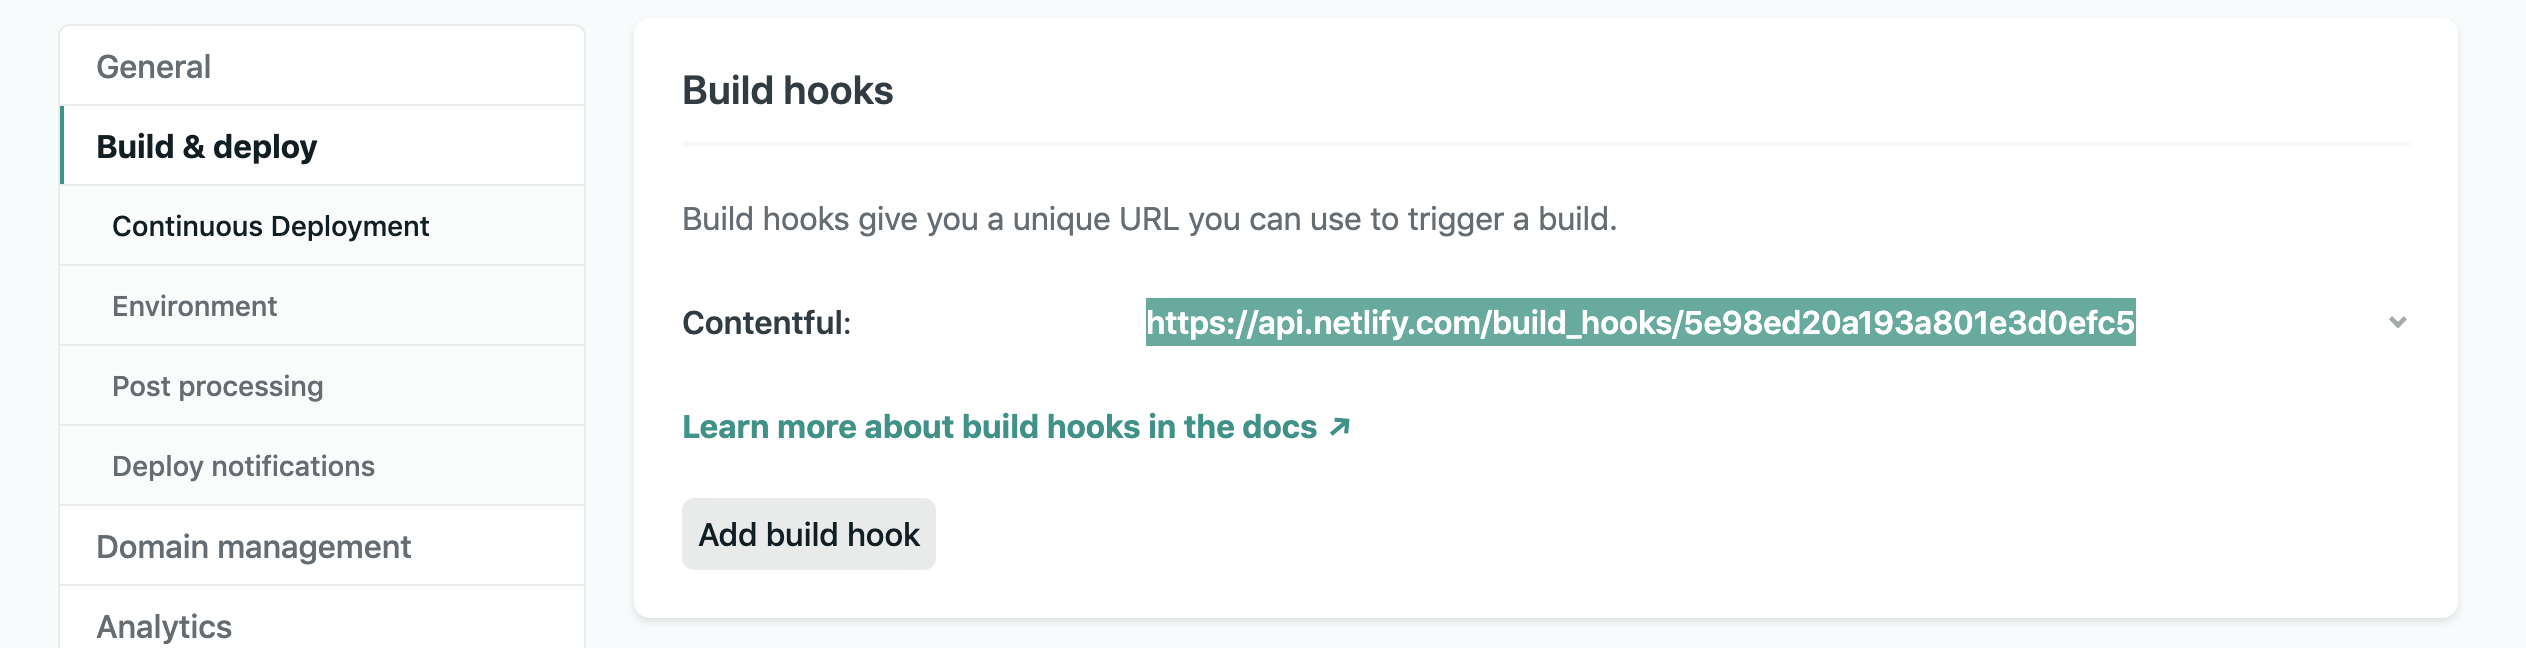 General
Build & deploy
Continuous Deployment
Environment
Post processing
Deploy notifications
Domain management
Analytics
Build hooks
Build hooks give you a unique URL you can use to trigger a build.
Contentful: https://api.netlify.com/build_hooks/5e98ed20a193a801e3d0efc5
Learn more about build hooks in the docs ↗
Add build hook